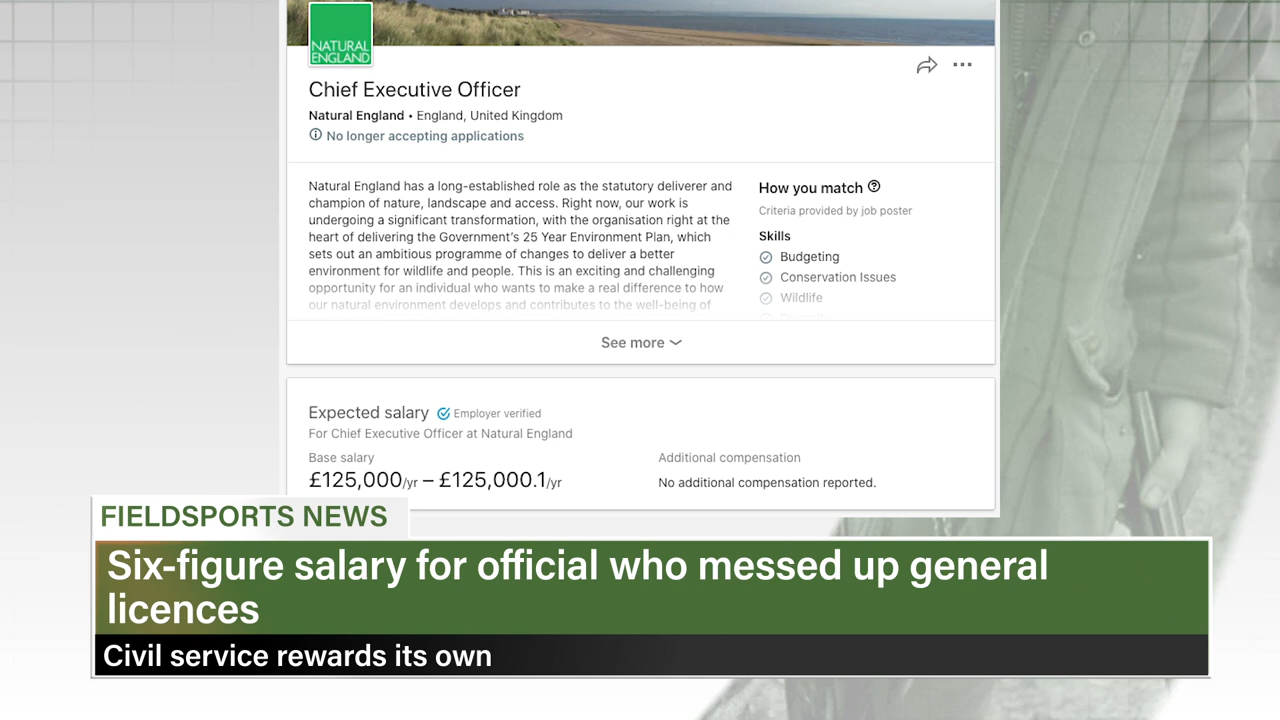 NATURAL
ENGLAND
Chief Executive Officer
Natural England • England, United Kingdom
No longer accepting applications
Natural England has a long-established role as the statutory deliverer and
champion of nature, landscape and access. Right now, our work is
undergoing a significant transformation, with the organisation right at the
heart of delivering the Government's 25 Year Environment Plan, which
sets out an ambitious programme of changes to deliver a better
environment for wildlife and people. This is an exciting and challenging
opportunity for an individual who wants to make a real difference to how
our natural environment develops and contributes to the well-being of
See more
How you match
Criteria provided by job poster
Skills
Budgeting
Conservation Issues
Wildlife
Expected salary Employer verified
For Chief Executive Officer at Natural England
Base salary
£125,000/yr – £125,000.1/yr
Additional compensation
No additional compensation reported.
FIELDSPORTS NEWS
Six-figure salary for official who messed up general
licences
Civil service rewards its own